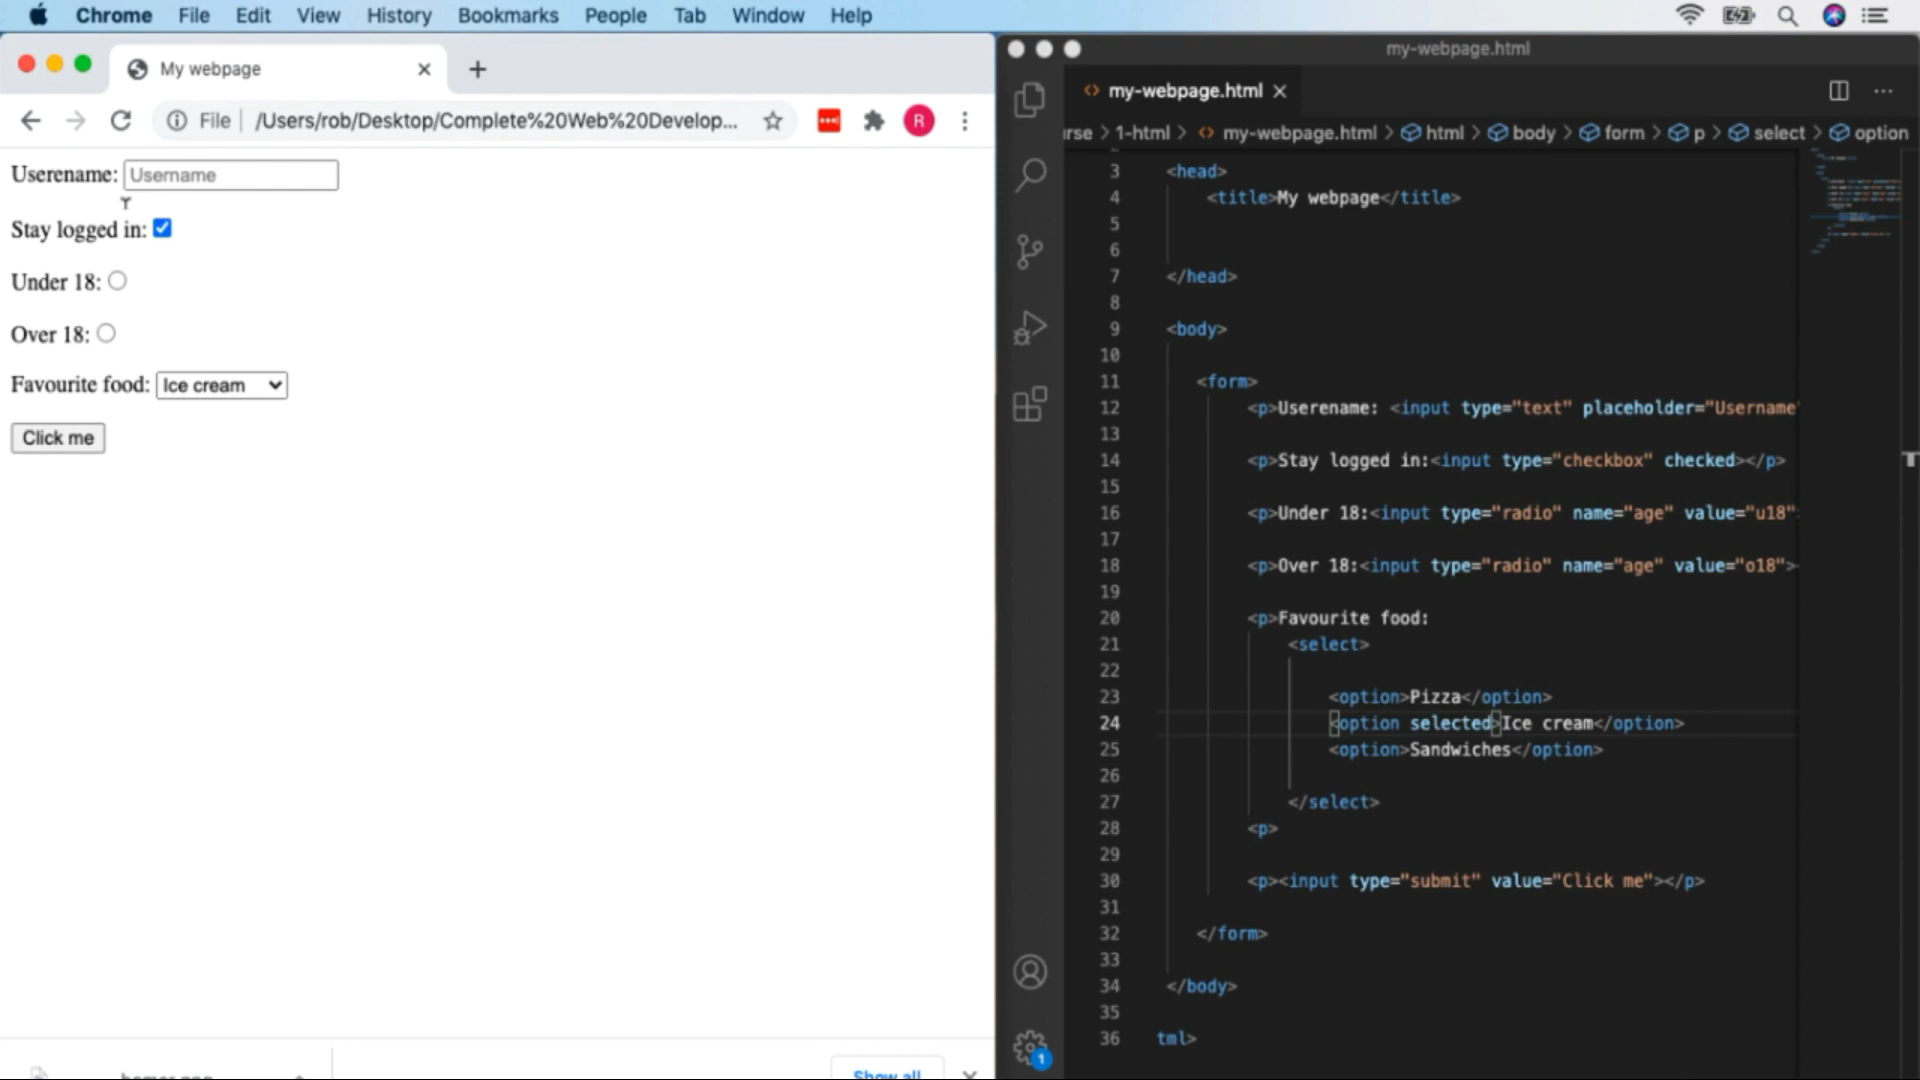 Chrome File Edit View History Bookmarks People Tab Window Help
My webpage
File /Users/rob/Desktop/Complete%20Web%20Develop...
R
Userename: Username
Stay logged in:
Under 18:
Over 18:
Favourite food: Ice cream
Click me
Show all
my-webpage.html
my-webpage.html
rse > 1-html > my-webpage.html > html > body > form > p > select > option
3 <head>
4 <title>My webpage</title>
5
6
7 </head>
8
9 <body>
10
11 <form>
12 <p>Userename: <input type="text" placeholder="Username"
13
14 <p>Stay logged in:<input type="checkbox" checked></p>
15
16 <p>Under 18:<input type="radio" name="age" value="u18"
17
18 <p>Over 18:<input type="radio" name="age" value="o18">
19
20 <p>Favourite food:
21 <select>
22
23 <option>Pizza</option>
24 <option selected>Ice cream</option>
25 <option>Sandwiches</option>
26
27 </select>
28 <p>
29
30 <p><input type="submit" value="Click me"></p>
31
32 </form>
33
34 </body>
35
36 tml>
1